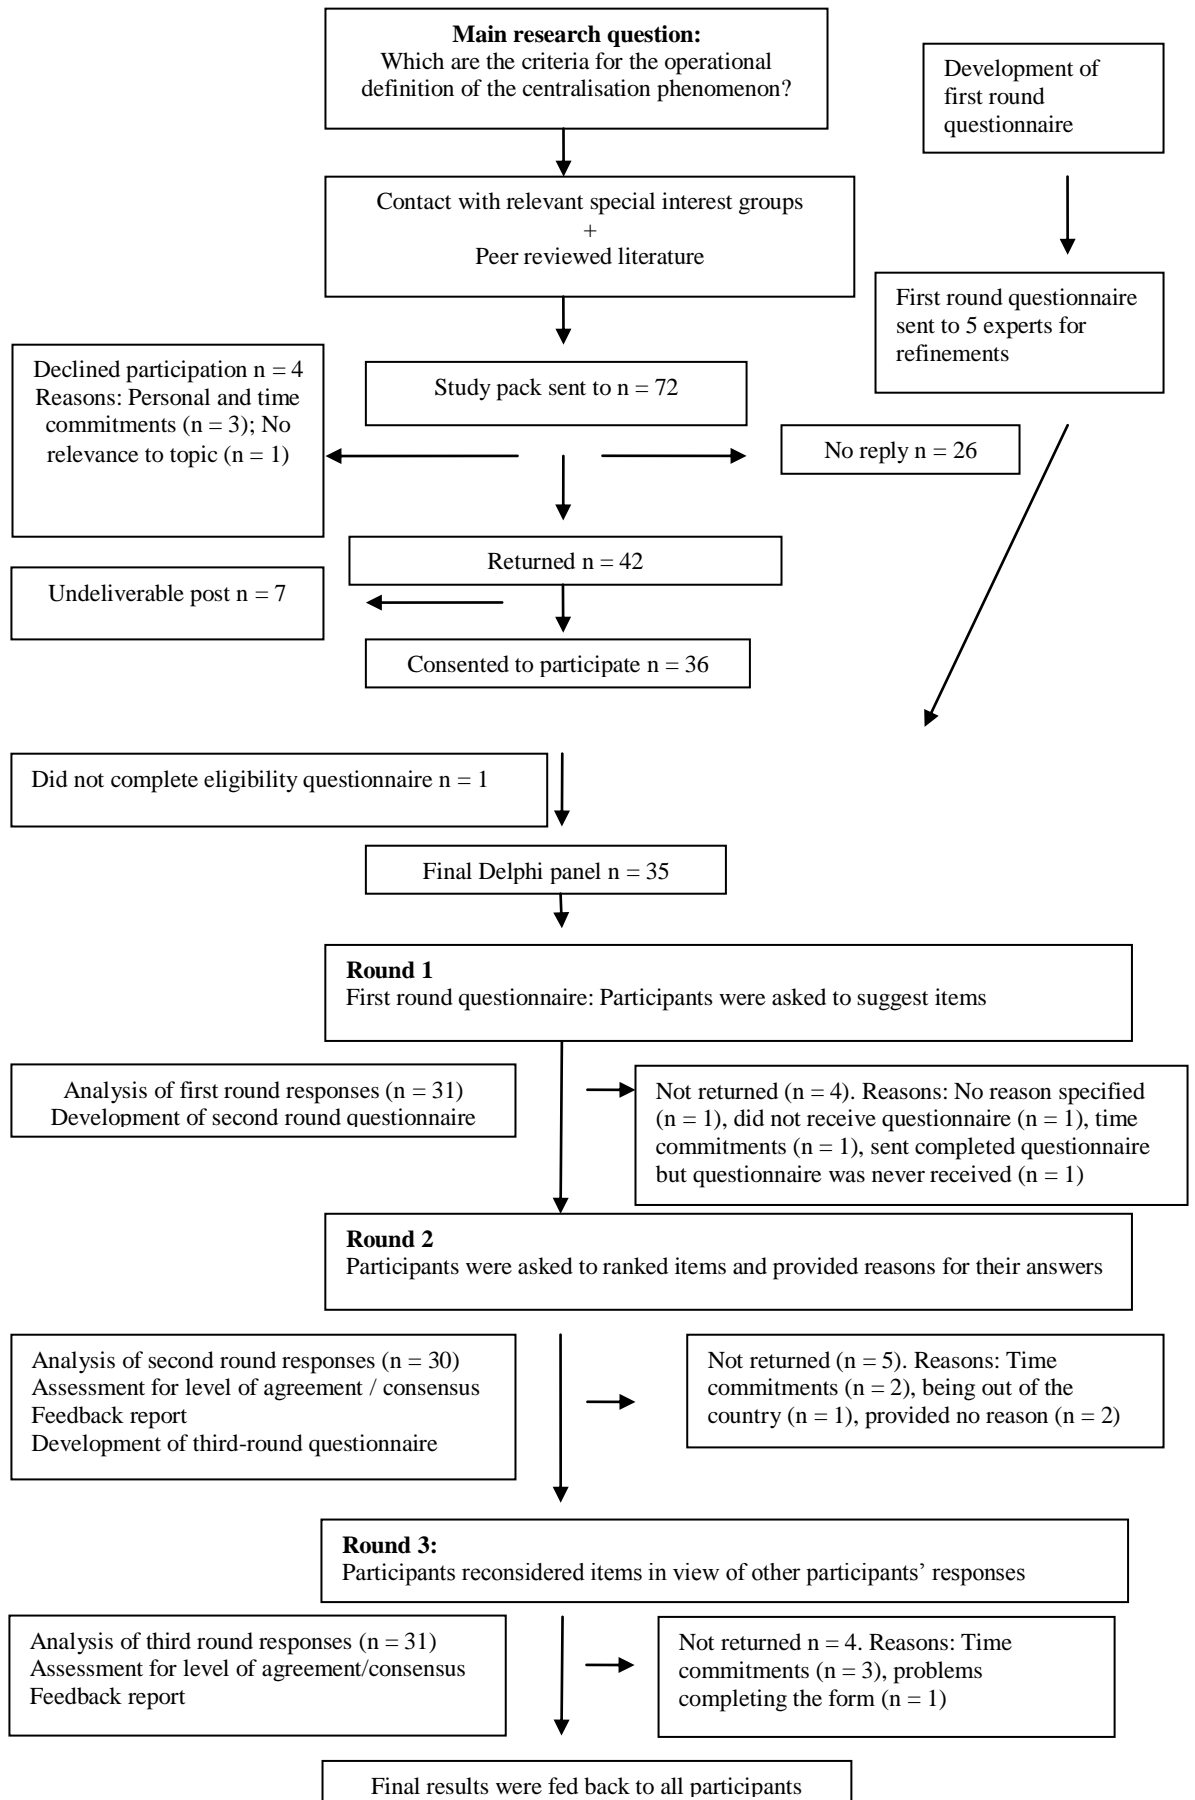 Main research question:
Which are the criteria for the operational
definition of the centralisation phenomenon?
Development of
first round
questionnaire
Contact with relevant special interest groups
+
Peer reviewed literature
First round questionnaire
sent to 5 experts for
refinements
Declined participation n = 4
Reasons: Personal and time
commitments (n = 3); No
relevance to topic (n = 1)
Study pack sent to n = 72
No reply n = 26
Returned n = 42
Undeliverable post n = 7
Consented to participate n = 36
Did not complete eligibility questionnaire n = 1
Final Delphi panel n = 35
Round 1
First round questionnaire: Participants were asked to suggest items
Analysis of first round responses (n = 31)
Development of second round questionnaire
Not returned (n = 4). Reasons: No reason specified
(n = 1), did not receive questionnaire (n = 1), time
commitments (n = 1), sent completed questionnaire
but questionnaire was never received (n = 1)
Round 2
Participants were asked to ranked items and provided reasons for their answers
Analysis of second round responses (n = 30)
Assessment for level of agreement / consensus
Feedback report
Development of third-round questionnaire
Not returned (n = 5). Reasons: Time
commitments (n = 2), being out of the
country (n = 1), provided no reason (n = 2)
Round 3:
Participants reconsidered items in view of other participants’ responses
Analysis of third round responses (n = 31)
Assessment for level of agreement/consensus
Feedback report
Not returned n = 4. Reasons: Time
commitments (n = 3), problems
completing the form (n = 1)
Final results were fed back to all participants